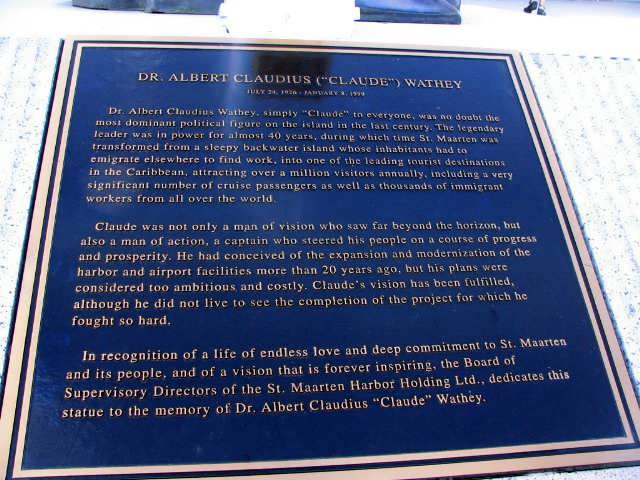 DR. ALBERT CLAUDIUS ("CLAUDE") WATHEY
JULY 24, 1926 - JANUARY 8, 1998
Dr. Albert Claudius Wathey, simply "Claude" to everyone, was no doubt the
most dominant political figure on the island in the last century. The legendary
leader was in power for almost 40 years, during which time St. Maarten was
transformed from a sleepy backwater island whose inhabitants had to
emigrate elsewhere to find work, into one of the leading tourist destinations
in the Caribbean, attracting over a million visitors annually, including a very
significant number of cruise passengers as well as thousands of immigrant
workers from all over the world.
Claude was not only a man of vision who saw far beyond the horizon, but
also a man of action, a captain who steered his people on a course of progress
and prosperity. He had conceived of the expansion and modernization of the
harbor and airport facilities more than 20 years ago, but his plans were
considered too ambitious and costly. Claude's vision has been fulfilled,
although he did not live to see the completion of the project for which he
fought so hard.
In recognition of a life of endless love and deep commitment to St. Maarten
and its people, and of a vision that is forever inspiring, the Board of
Supervisory Directors of the St. Maarten Harbor Holding Ltd., dedicates this
statue to the memory of Dr. Albert Claudius "Claude" Wathey.